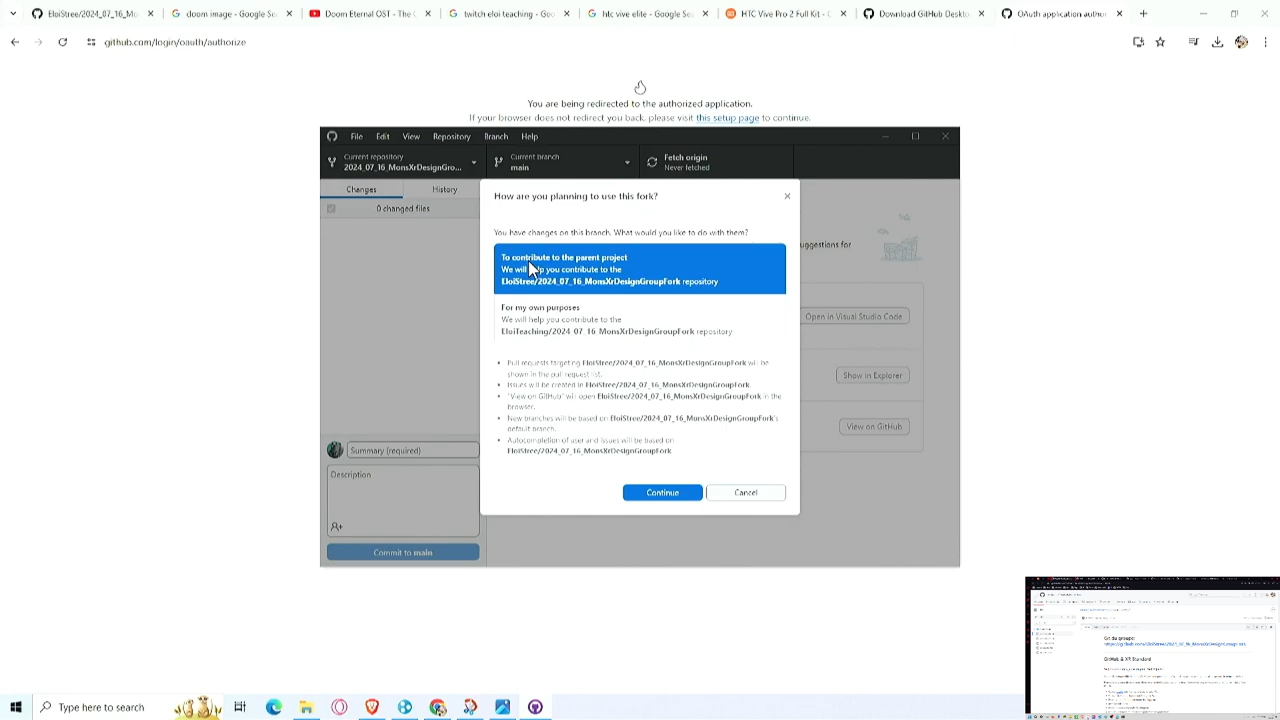 EloiStree/2024_07_16_Mo
doom image - Google Se
Doom Eternal OST - The
twitch eloi teaching - Goo
htc vive elite - Google Se
HTC Vive Pro 2 Full Kit - C
Download GitHub Deskto
OAuth application author
github.com/login/oauth/authorize
You are being redirected to the authorized application.
If your browser does not redirect you back, please visit this setup page to continue.
File Edit View Repository Branch Help
Current repository
2024_07_16_MonsXrDesignGro...
Current branch
main
Fetch origin
Never fetched
Changes
History
0 changed files
How are you planning to use this fork?
You have changes on this branch. What would you like to do with them?
To contribute to the parent project
We will help you contribute to the
EloiStree/2024_07_16_MonsXrDesignGroupFork repository
For my own purposes
We will help you contribute to the
EloiTeaching/2024_07_16_MonsXrDesignGroupFork repository
• Pull requests targeting EloiStree/2024_07_16_MonsXrDesignGroupFork will be
shown in the pull request list.
• Issues will be created in EloiStree/2024_07_16_MonsXrDesignGroupFork.
• "View on GitHub" will open EloiStree/2024_07_16_MonsXrDesignGroupFork in the
browser.
• New branches will be based on EloiStree/2024_07_16_MonsXrDesignGroupFork's
default branch.
• Autocompletion of user and issues will be based on
EloiStree/2024_07_16_MonsXrDesignGroupFork.
Continue
Cancel
uggestions for
Open in Visual Studio Code
Show in Explorer
View on GitHub
Summary (required)
Description
Commit to main
Git du groupe:
GitHub & XR Standard
Type here to search